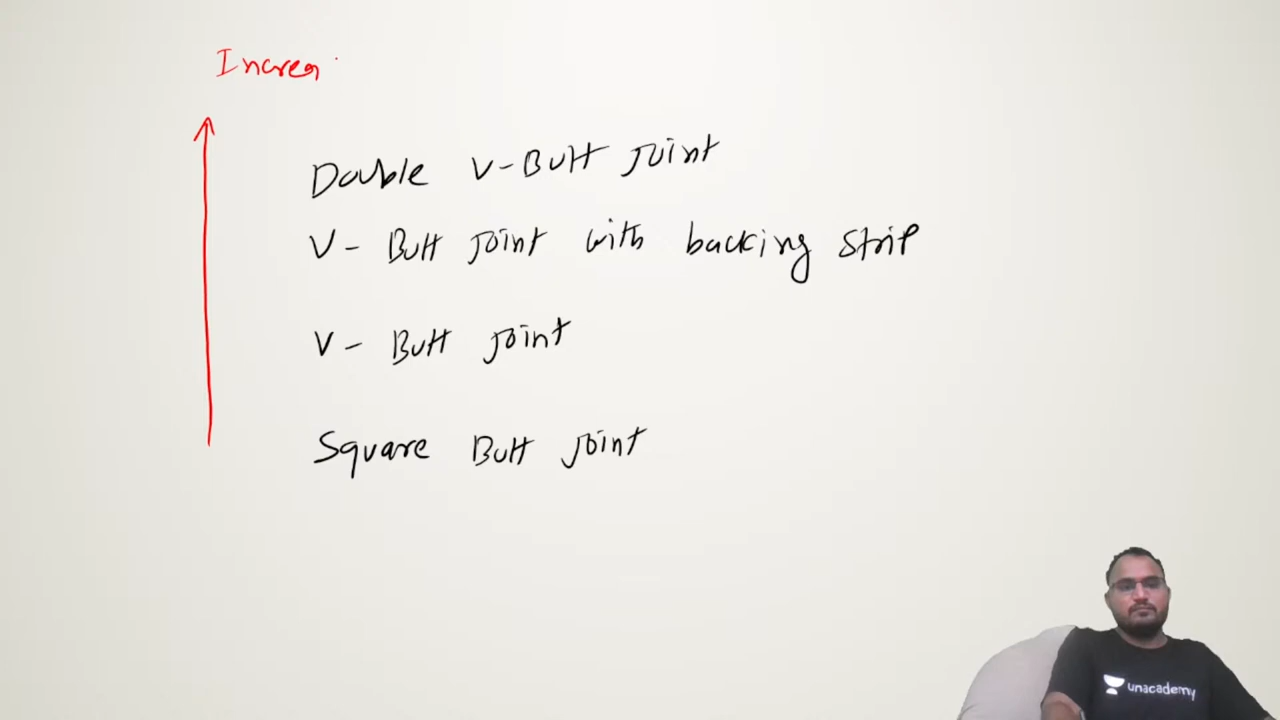 Increa
Double V-Butt Joint
V- Butt Joint with backing strip
V- Butt Joint
Square Butt Joint
unacademy